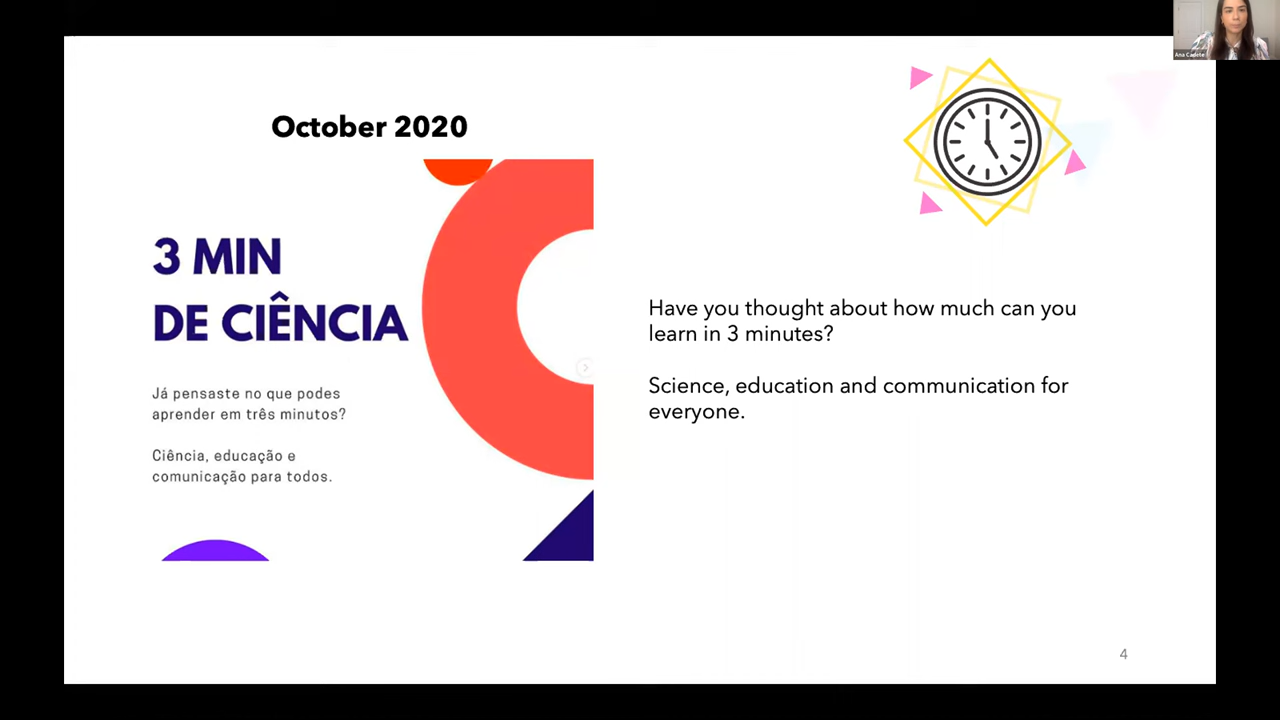 Ana Cadete
October 2020
3 MIN
DE CIÊNCIA
Já pensaste no que podes
aprender em três minutos?
Ciência, educação e
comunicação para todos.
Have you thought about how much can you
learn in 3 minutes?
Science, education and communication for
everyone.
4